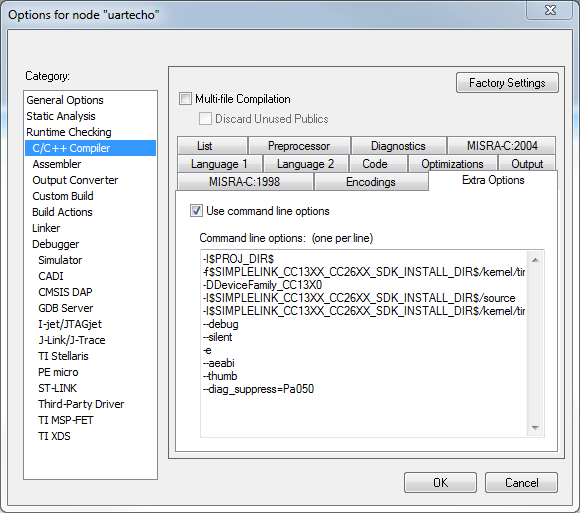 Options for node "uartecho"
Category:
General Options
Static Analysis
Runtime Checking
C/C++ Compiler
Assembler
Output Converter
Custom Build
Build Actions
Linker
Debugger
Simulator
CADI
CMSIS DAP
GDB Server
I-jet/JTAGjet
J-Link/J-Trace
TI Stellaris
PE micro
ST-LINK
Third-Party Driver
TI MSP-FET
TI XDS
Factory Settings
Multi-file Compilation
Discard Unused Publics
List Preprocessor Diagnostics MISRA-C:2004
Language 1 Language 2 Code Optimizations Output
MISRA-C:1998 Encodings Extra Options
Use command line options
Command line options: (one per line)
-I$PROJ_DIR$
-f$SIMPLELINK_CC13XX_CC26XX_SDK_INSTALL_DIR$/kernel/tir
-DDeviceFamily_CC13X0
-I$SIMPLELINK_CC13XX_CC26XX_SDK_INSTALL_DIR$/source
-I$SIMPLELINK_CC13XX_CC26XX_SDK_INSTALL_DIR$/kernel/tir
--debug
--silent
-e
--aeabi
--thumb
--diag_suppress=Pa050
OK Cancel